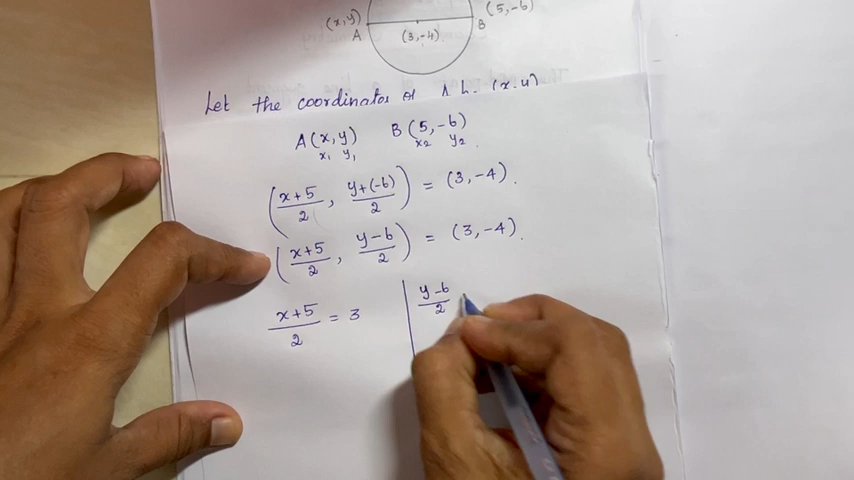 (x,y) A (3,-4) B (5,-6)
Let the coordinates of A be (x,y)
A(x,y) B(5,-6)
x1 y1 x2 y2
(x+5/2, y+(-6)/2) = (3,-4).
(x+5/2, y-6/2) = (3,-4).
x+5/2 = 3 | y-6/2